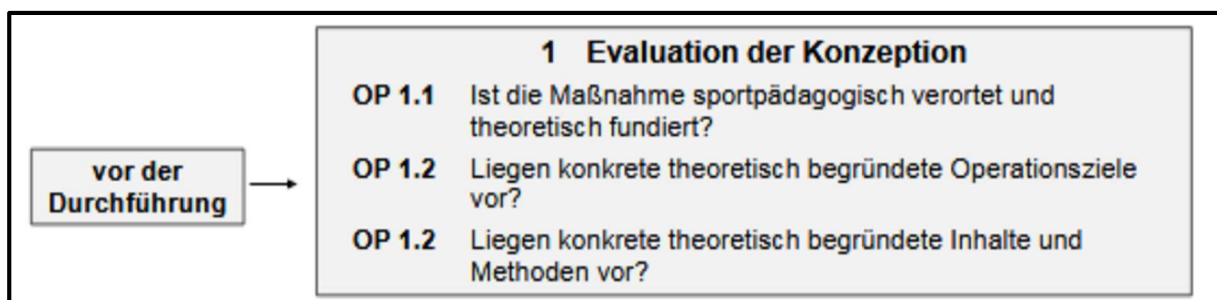 1 Evaluation der Konzeption
OP 1.1 Ist die Maßnahme sportpädagogisch verortet und
theoretisch fundiert?
vor der
Durchführung
OP 1.2 Liegen konkrete theoretisch begründete Operationsziele
vor?
OP 1.2 Liegen konkrete theoretisch begründete Inhalte und
Methoden vor?